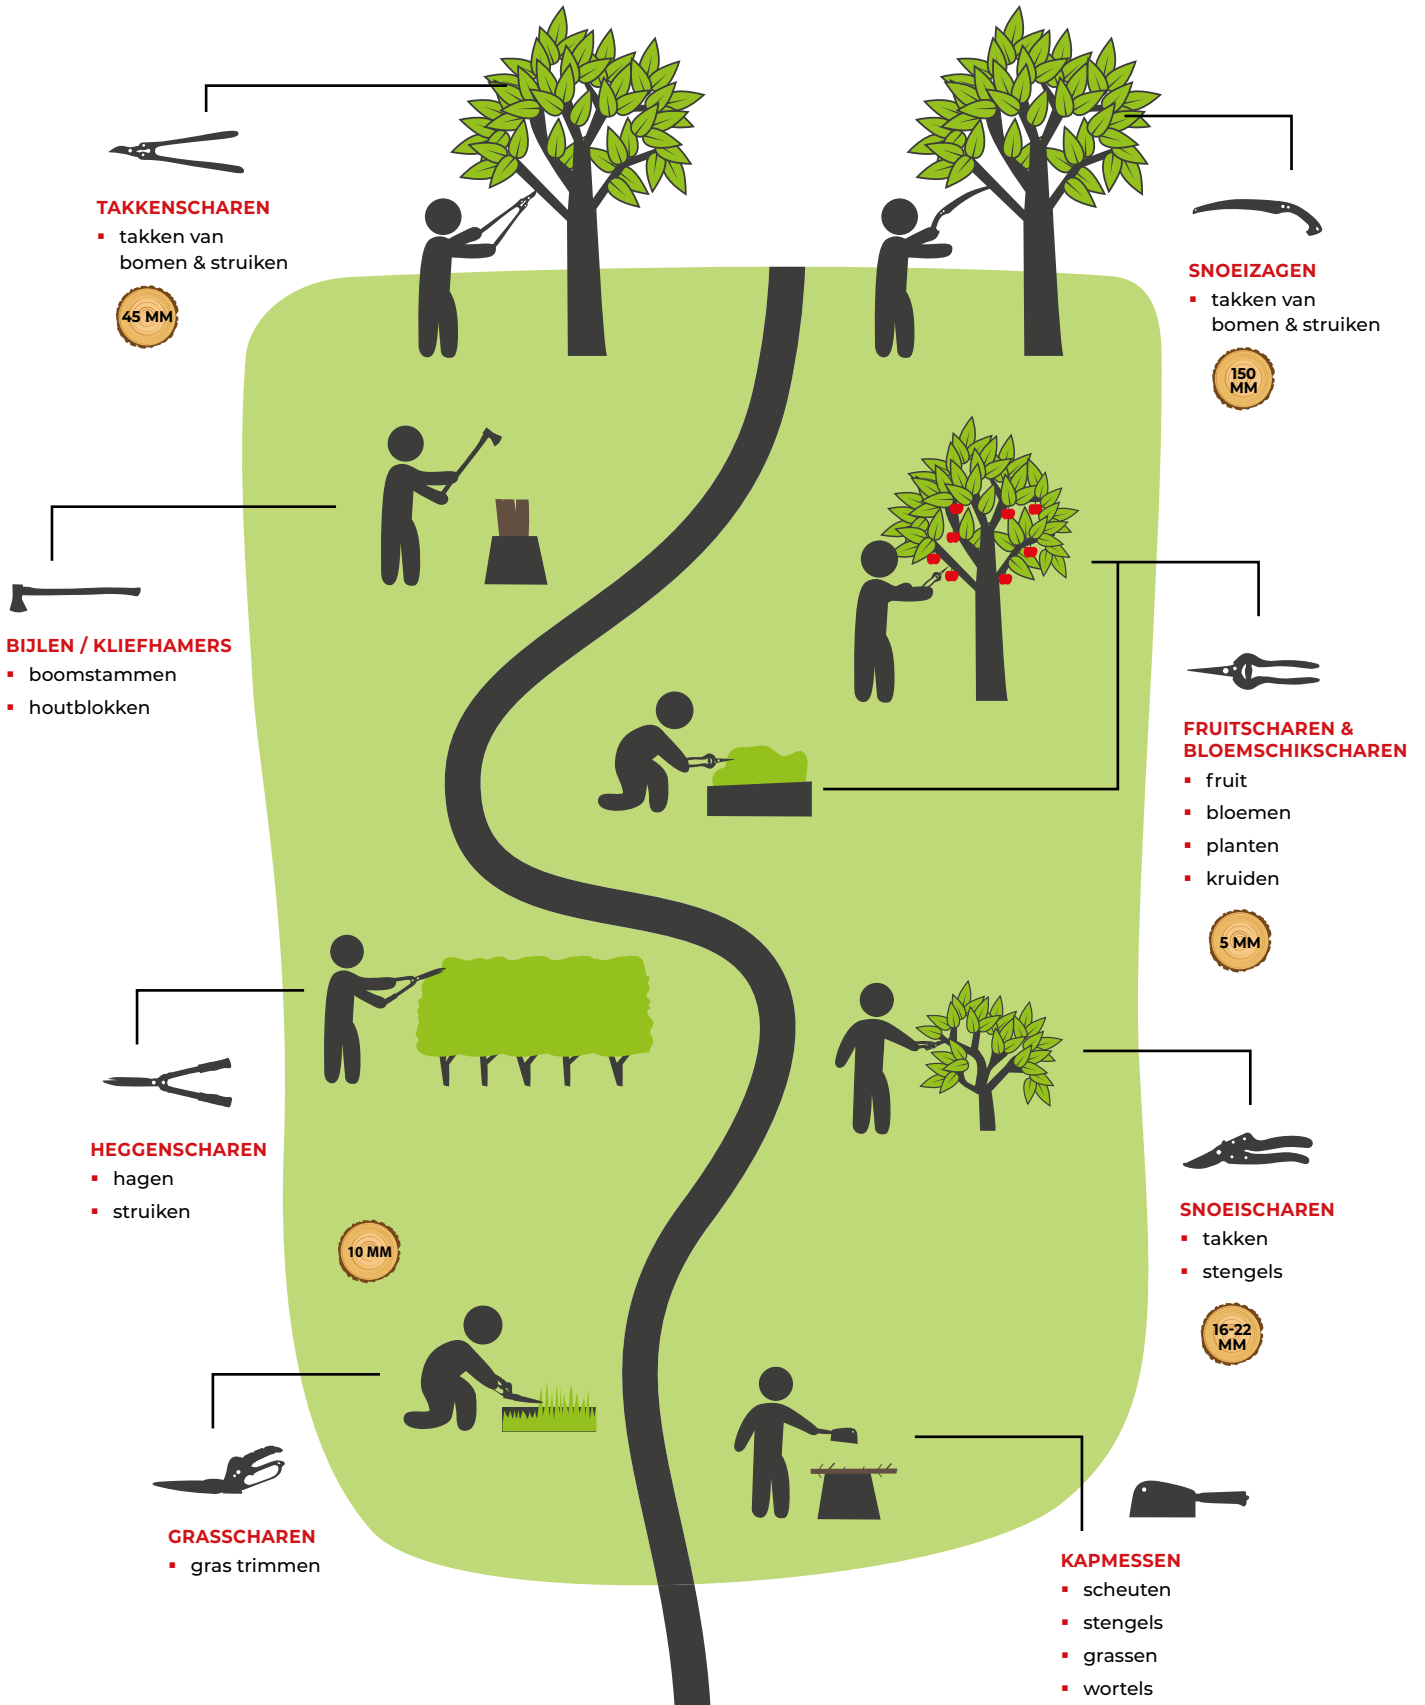 TAKKENSCHAREN
▪ takken van
bomen & struiken
45 MM
SNOEIZAGEN
▪ takken van
bomen & struiken
150
MM
BIJLEN / KLIEFHAMERS
▪ boomstammen
▪ houtblokken
FRUITSCHAREN &
BLOEMSCHIKSCHAREN
▪ fruit
▪ bloemen
▪ planten
▪ kruiden
5 MM
HEGGENSCHAREN
▪ hagen
▪ struiken
10 MM
SNOEISCHAREN
▪ takken
▪ stengels
16-22
MM
GRASSCHAREN
▪ gras trimmen
KAPMESSEN
▪ scheuten
▪ stengels
▪ grassen
▪ wortels